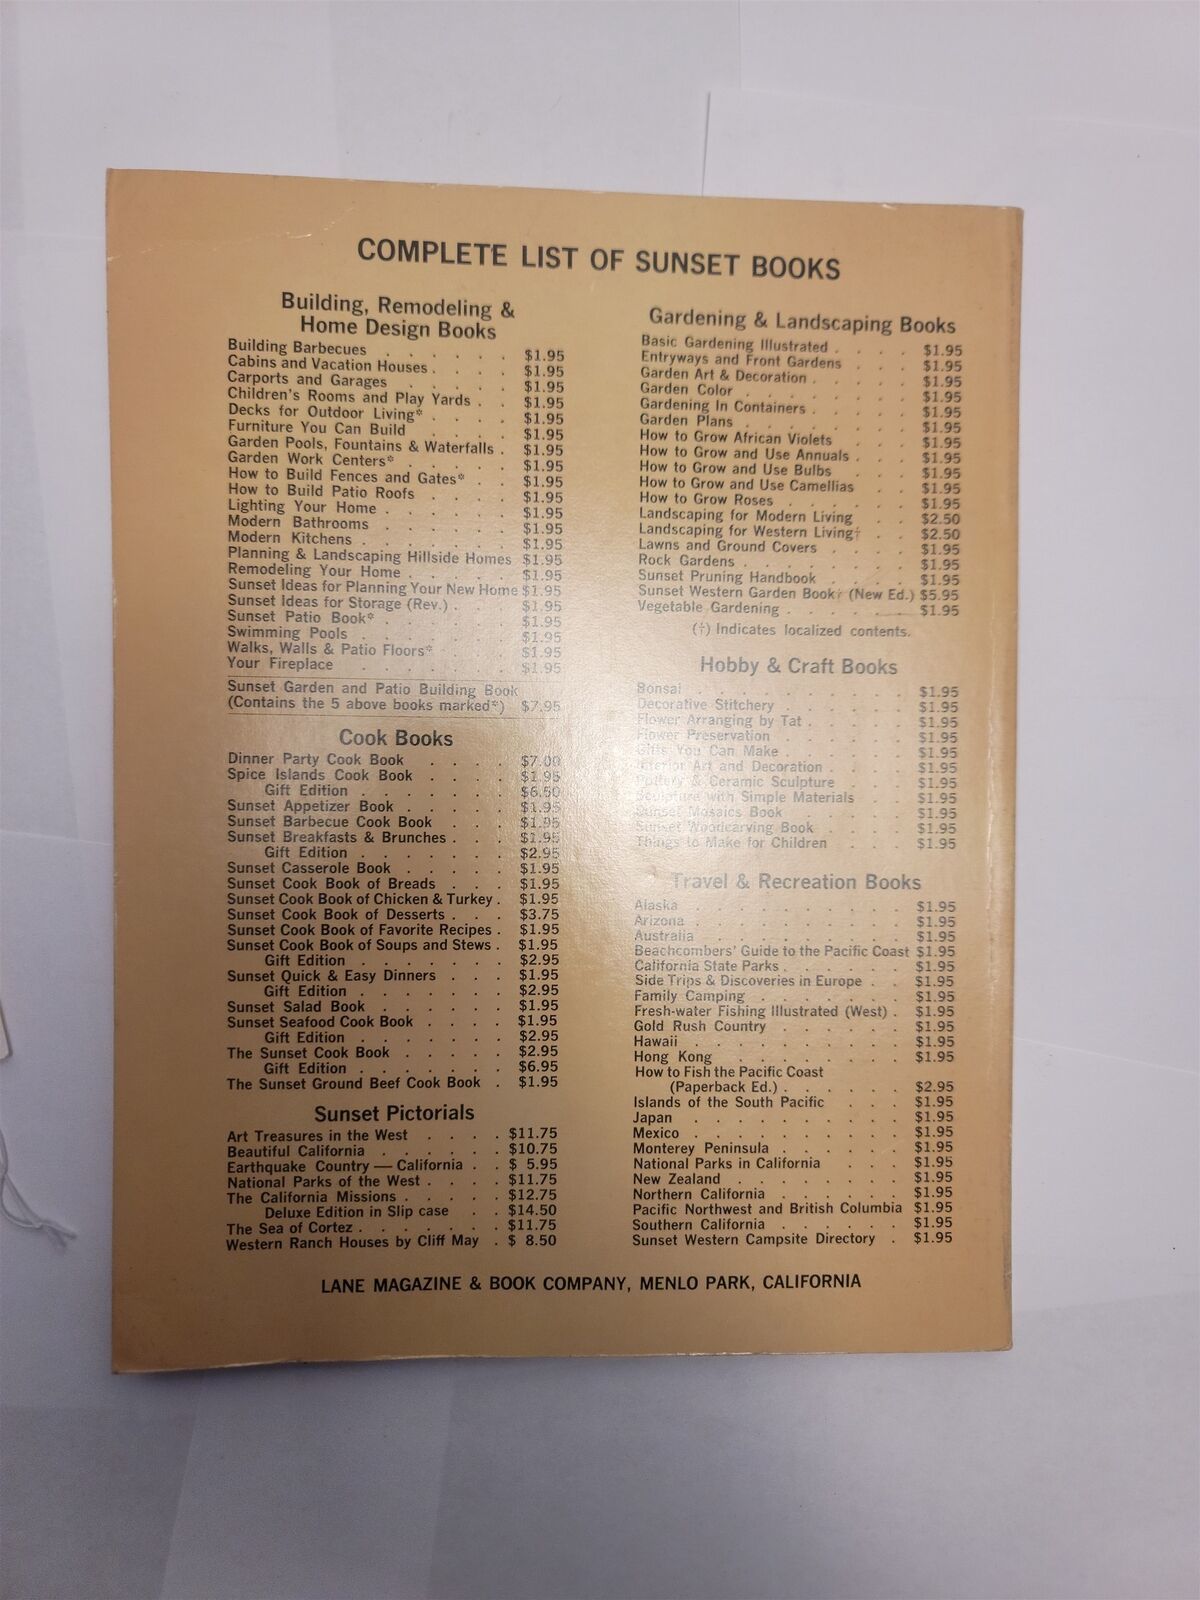 COMPLETE LIST OF SUNSET BOOKS
Building, Remodeling &
Home Design Books
Building Barbecues . . . . . . $1.95
Cabins and Vacation Houses . . . . $1.95
Carports and Garages . . . . . $1.95
Children's Rooms and Play Yards . . $1.95
Decks for Outdoor Living* . . . . $1.95
Furniture You Can Build . . . . $1.95
Garden Pools, Fountains & Waterfalls . $1.95
Garden Work Centers* . . . . . $1.95
How to Build Fences and Gates* . . $1.95
How to Build Patio Roofs . . . . $1.95
Lighting Your Home . . . . . . $1.95
Modern Bathrooms . . . . . . $1.95
Modern Kitchens . . . . . . . $1.95
Planning & Landscaping Hillside Homes $1.95
Remodeling Your Home . . . . . $1.95
Sunset Ideas for Planning Your New Home $1.95
Sunset Ideas for Storage (Rev.) . . . $1.95
Sunset Patio Book* . . . . . . $1.95
Swimming Pools . . . . . . . $1.95
Walks, Walls & Patio Floors* . . . $1.95
Your Fireplace . . . . . . . $1.95
Sunset Garden and Patio Building Book
(Contains the 5 above books marked*) $7.95
Cook Books
Dinner Party Cook Book . . . . $7.00
Spice Islands Cook Book . . . . $1.95
Gift Edition . . . . . . . $6.50
Sunset Appetizer Book . . . . . $1.95
Sunset Barbecue Cook Book . . . $1.95
Sunset Breakfasts & Brunches . . . $1.95
Gift Edition . . . . . . . $2.95
Sunset Casserole Book . . . . . $1.95
Sunset Cook Book of Breads . . . $1.95
Sunset Cook Book of Chicken & Turkey . $1.95
Sunset Cook Book of Desserts . . . $3.75
Sunset Cook Book of Favorite Recipes . $1.95
Sunset Cook Book of Soups and Stews . $1.95
Gift Edition . . . . . . . $2.95
Sunset Quick & Easy Dinners . . . $1.95
Gift Edition . . . . . . . $2.95
Sunset Salad Book . . . . . . $1.95
Sunset Seafood Cook Book . . . . $1.95
Gift Edition . . . . . . . $2.95
The Sunset Cook Book . . . . . $2.95
Gift Edition . . . . . . . $6.95
The Sunset Ground Beef Cook Book . $1.95
Sunset Pictorials
Art Treasures in the West . . . . $11.75
Beautiful California . . . . . . $10.75
Earthquake Country — California . . $ 5.95
National Parks of the West . . . . $11.75
The California Missions . . . . . $12.75
Deluxe Edition in Slip case . . $14.50
The Sea of Cortez . . . . . . . $11.75
Western Ranch Houses by Cliff May . $ 8.50
Gardening & Landscaping Books
Basic Gardening Illustrated . . . . $1.95
Entryways and Front Gardens . . . $1.95
Garden Art & Decoration . . . . . $1.95
Garden Color . . . . . . . . $1.95
Gardening In Containers . . . . . $1.95
Garden Plans . . . . . . . . $1.95
How to Grow African Violets . . . $1.95
How to Grow and Use Annuals . . . $1.95
How to Grow and Use Bulbs . . . $1.95
How to Grow and Use Camellias . . $1.95
How to Grow Roses . . . . . . $1.95
Landscaping for Modern Living . . $2.50
Landscaping for Western Living† . . $2.50
Lawns and Ground Covers . . . . $1.95
Rock Gardens . . . . . . . . $1.95
Sunset Pruning Handbook . . . . $1.95
Sunset Western Garden Book† (New Ed.) $5.95
Vegetable Gardening . . . . . . $1.95
(†) Indicates localized contents.
Hobby & Craft Books
Bonsai . . . . . . . . . . $1.95
Decorative Stitchery . . . . . . $1.95
Flower Arranging by Tat . . . . . $1.95
Flower Preservation . . . . . . $1.95
Gifts You Can Make . . . . . . $1.95
Interior Art and Decoration . . . . $1.95
Pottery & Ceramic Sculpture . . . $1.95
Sculpture with Simple Materials . . $1.95
Sunset Mosaics Book . . . . . $1.95
Sunset Woodcarving Book . . . . $1.95
Things to Make for Children . . . $1.95
Travel & Recreation Books
Alaska . . . . . . . . . . $1.95
Arizona . . . . . . . . . . $1.95
Australia . . . . . . . . . $1.95
Beachcombers' Guide to the Pacific Coast $1.95
California State Parks . . . . . . $1.95
Side Trips & Discoveries in Europe . . $1.95
Family Camping . . . . . . . $1.95
Fresh-water Fishing Illustrated (West) . $1.95
Gold Rush Country . . . . . . $1.95
Hawaii . . . . . . . . . . $1.95
Hong Kong . . . . . . . . $1.95
How to Fish the Pacific Coast
(Paperback Ed.) . . . . . . $2.95
Islands of the South Pacific . . . $1.95
Japan . . . . . . . . . . $1.95
Mexico . . . . . . . . . . $1.95
Monterey Peninsula . . . . . . $1.95
National Parks in California . . . $1.95
New Zealand . . . . . . . . $1.95
Northern California . . . . . . $1.95
Pacific Northwest and British Columbia $1.95
Southern California . . . . . . $1.95
Sunset Western Campsite Directory . $1.95
LANE MAGAZINE & BOOK COMPANY, MENLO PARK, CALIFORNIA